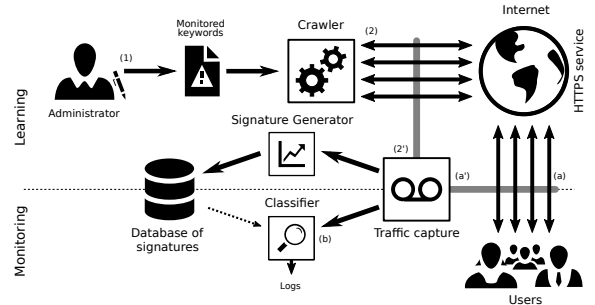 Internet
Crawler
Monitored
keywords
(1)
(2)
HTTPS service
Administrator
Learning
Signature Generator
(2')
(a')
(a)
Monitoring
Database of
signatures
Classifier
(b)
Traffic capture
Logs
Users